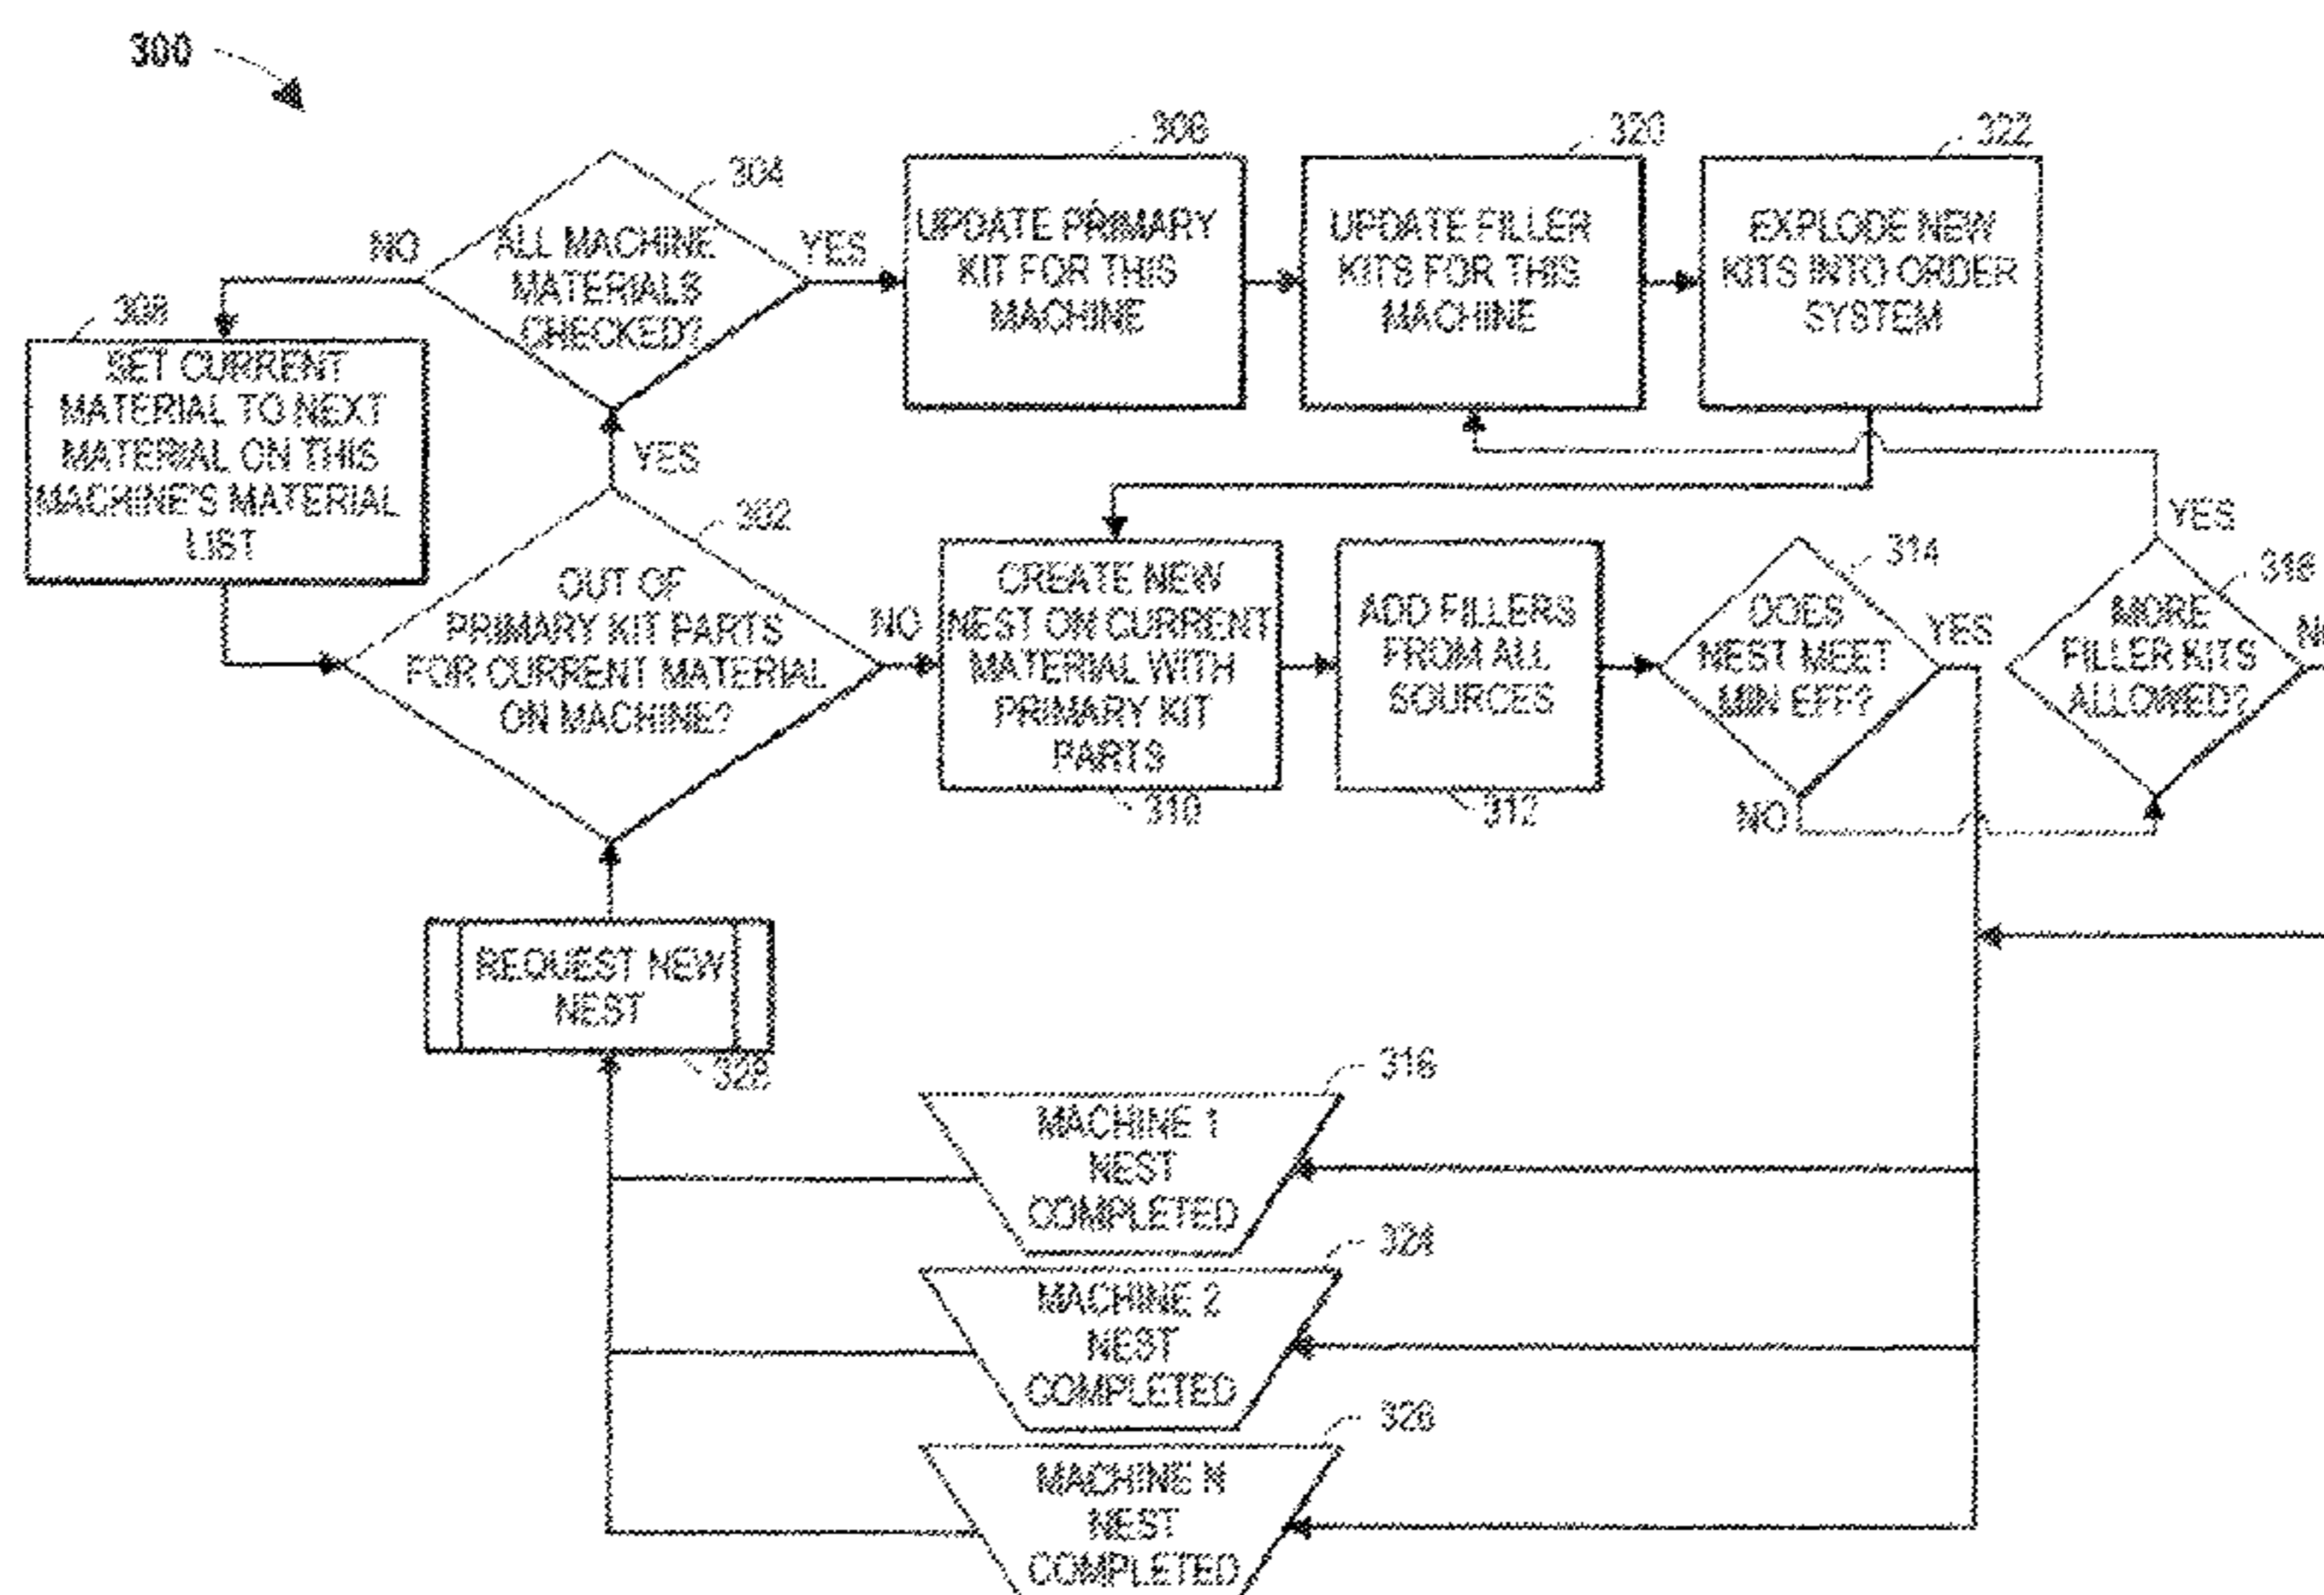 300
304
ALL MACHINE
MATERIALS
CHECKED?
NO
YES
UPDATE PRIMARY
KIT FOR THIS
MACHINE
320
UPDATE FILLER
KITS FOR THIS
MACHINE
322
EXPLODE NEW
KITS INTO ORDER
SYSTEM
SET CURRENT
MATERIAL TO NEXT
MATERIAL ON THIS
MACHINE'S MATERIAL
LIST
YES
302
OUT OF
PRIMARY KIT PARTS
FOR CURRENT MATERIAL
ON MACHINE?
NO
CREATE NEW
NEST ON CURRENT
MATERIAL WITH
PRIMARY KIT
PARTS
310
ADD FILLERS
FROM ALL
SOURCES
312
314
DOES
NEST MEET
MIN EFF?
YES
NO
YES
MORE
FILLER KITS
ALLOWED?
REQUEST NEW
NEST
328
316
MACHINE 1
NEST
COMPLETED
324
MACHINE 2
NEST
COMPLETED
326
MACHINE N
NEST
COMPLETED